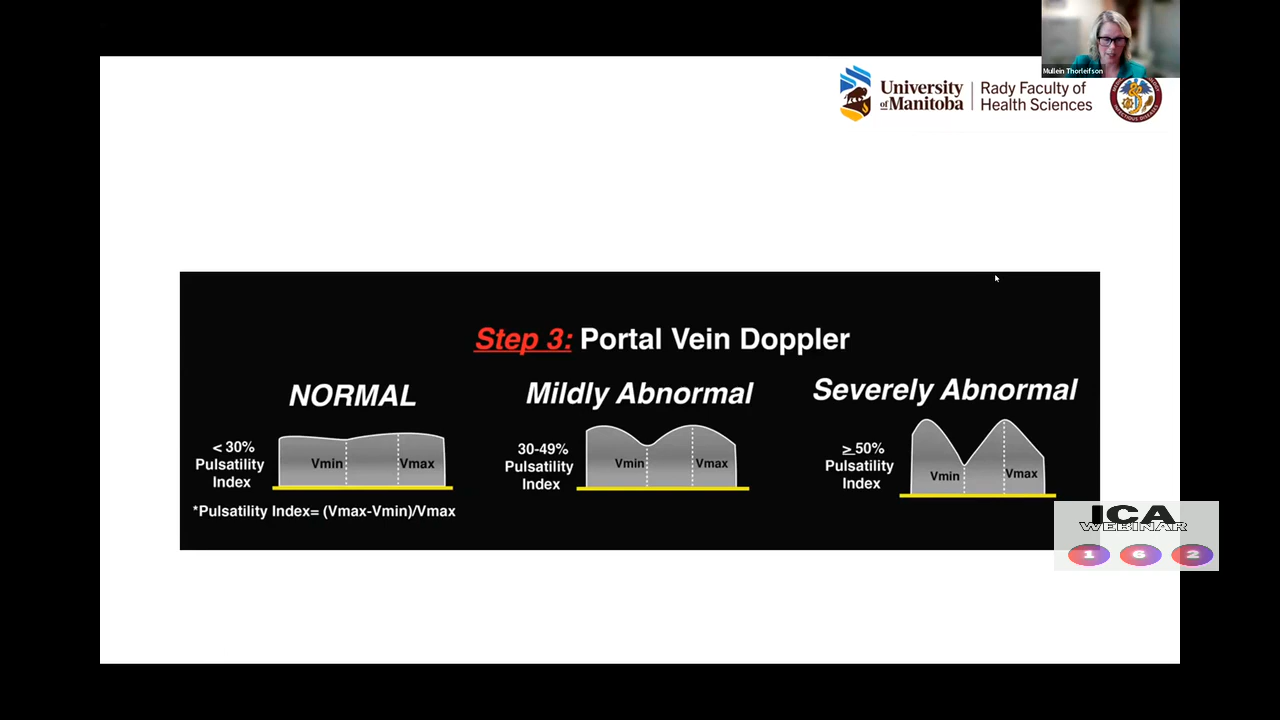 Mullein Thorleifson
University
of Manitoba
Rady Faculty of
Health Sciences
Step 3: Portal Vein Doppler
NORMAL
< 30%
Pulsatility
Index
Vmin
Vmax
*Pulsatility Index= (Vmax-Vmin)/Vmax
Mildly Abnormal
30-49%
Pulsatility
Index
Vmin
Vmax
Severely Abnormal
≥50%
Pulsatility
Index
Vmin
Vmax
ICA
WEBINAR
1 6 2